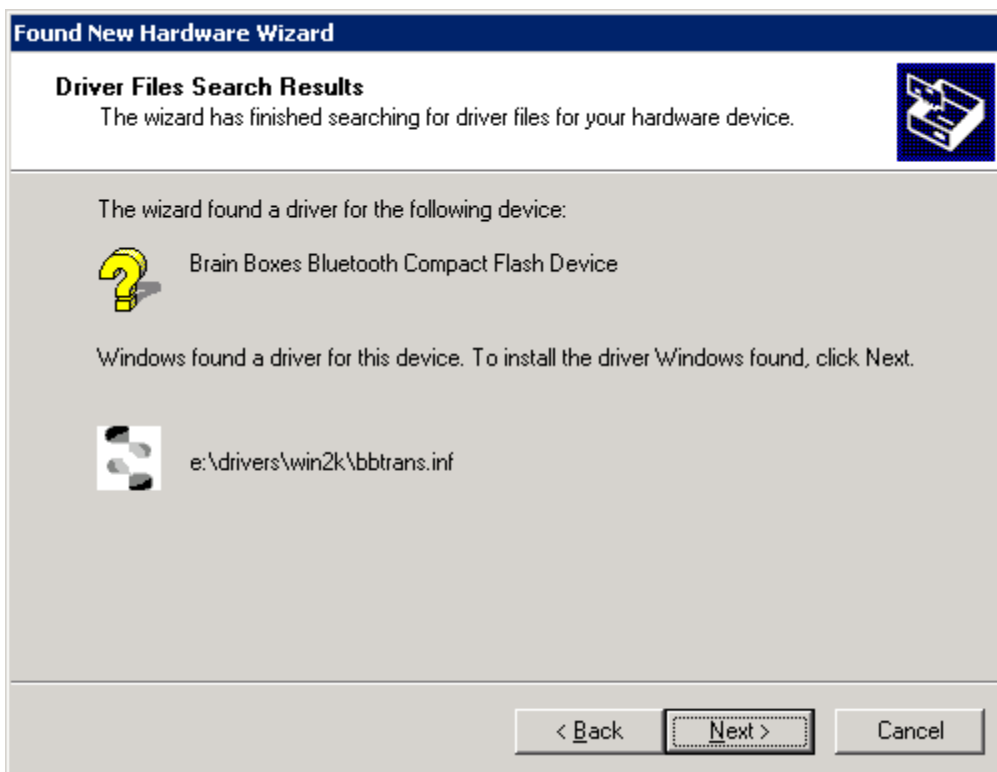 Found New Hardware Wizard
Driver Files Search Results
The wizard has finished searching for driver files for your hardware device.
The wizard found a driver for the following device:
Brain Boxes Bluetooth Compact Flash Device
Windows found a driver for this device. To install the driver Windows found, click Next.
e:\drivers\win2k\bbtrans.inf
< Back Next > Cancel